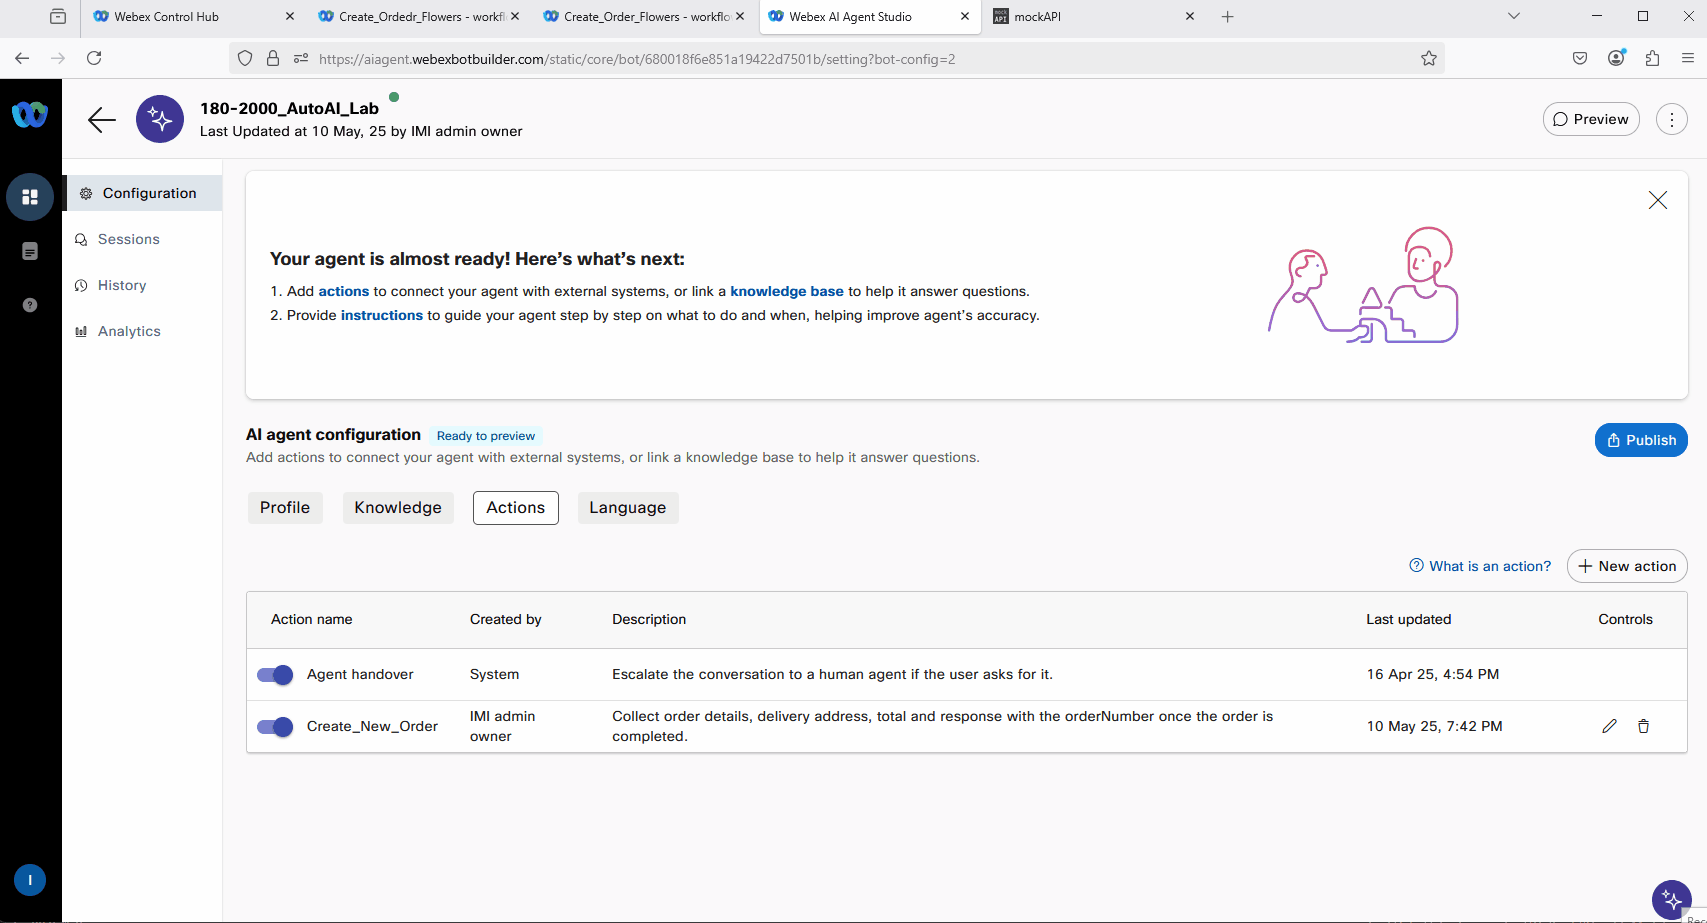 Webex Control Hub
Create_Ordedr_Flowers - workfl
Create_Order_Flowers - workflo
Webex AI Agent Studio
mock
API
mockAPI
https://aiagent.webexbotbuilder.com/static/core/bot/680018f6e851a19422d7501b/setting?bot-config=2
180-2000_AutoAI_Lab
Last Updated at 10 May, 25 by IMI admin owner
Preview
Configuration
Sessions
History
Analytics
Your agent is almost ready! Here’s what’s next:
1. Add actions to connect your agent with external systems, or link a knowledge base to help it answer questions.
2. Provide instructions to guide your agent step by step on what to do and when, helping improve agent’s accuracy.
AI agent configuration
Ready to preview
Publish
Add actions to connect your agent with external systems, or link a knowledge base to help it answer questions.
Profile
Knowledge
Actions
Language
What is an action?
New action
Action name
Created by
Description
Last updated
Controls
Agent handover
System
Escalate the conversation to a human agent if the user asks for it.
16 Apr 25, 4:54 PM
Create_New_Order
IMI admin
owner
Collect order details, delivery address, total and response with the orderNumber once the order is
completed.
10 May 25, 7:42 PM
I